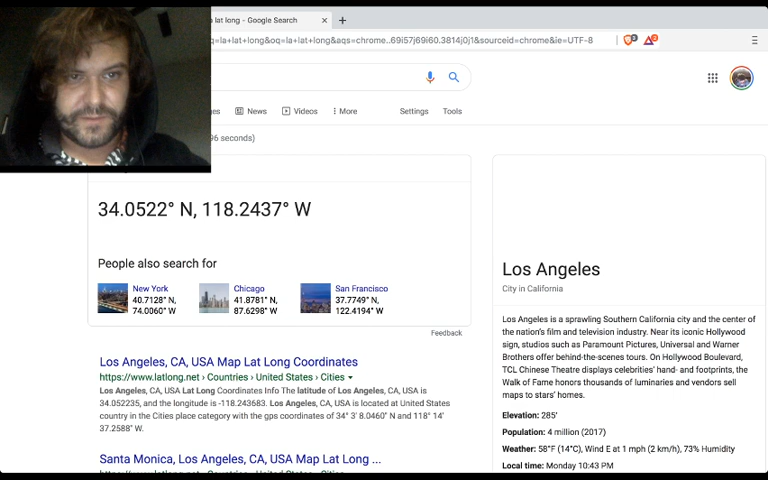 a lat long - Google Search
q=la+lat+long&oq=la+lat+long&aqs=chrome..69i57j69i60.3814j0j1&sourceid=chrome&ie=UTF-8
ges News Videos More Settings Tools
96 seconds)
34.0522° N, 118.2437° W
People also search for
New York
40.7128° N,
74.0060° W
Chicago
41.8781° N,
87.6298° W
San Francisco
37.7749° N,
122.4194° W
Feedback
Los Angeles, CA, USA Map Lat Long Coordinates
https://www.latlong.net › Countries › United States › Cities
Los Angeles, CA, USA Lat Long Coordinates Info The latitude of Los Angeles, CA, USA is
34.052235, and the longitude is -118.243683. Los Angeles, CA, USA is located at United States
country in the Cities place category with the gps coordinates of 34° 3' 8.0460'' N and 118° 14'
37.2588'' W.
Santa Monica, Los Angeles, CA, USA Map Lat Long ...
Los Angeles
City in California
Los Angeles is a sprawling Southern California city and the center of
the nation's film and television industry. Near its iconic Hollywood
sign, studios such as Paramount Pictures, Universal and Warner
Brothers offer behind-the-scenes tours. On Hollywood Boulevard,
TCL Chinese Theatre displays celebrities' hand- and footprints, the
Walk of Fame honors thousands of luminaries and vendors sell
maps to stars' homes.
Elevation: 285'
Population: 4 million (2017)
Weather: 58°F (14°C), Wind E at 1 mph (2 km/h), 73% Humidity
Local time: Monday 10:43 PM